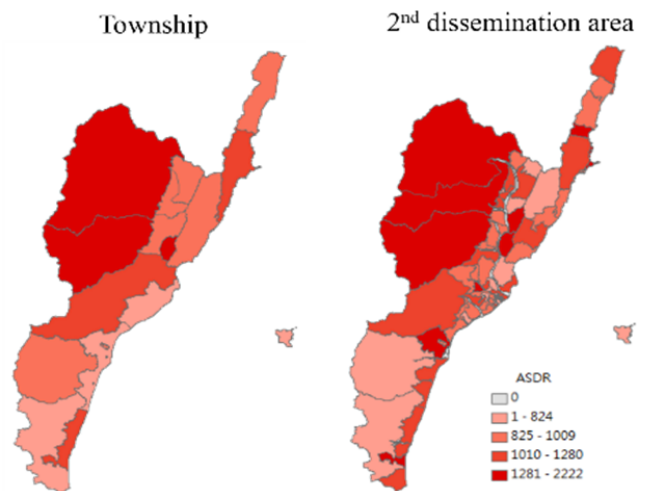 Township
2nd dissemination area
ASDR
0
1 - 824
825 - 1009
1010 - 1280
1281 - 2222